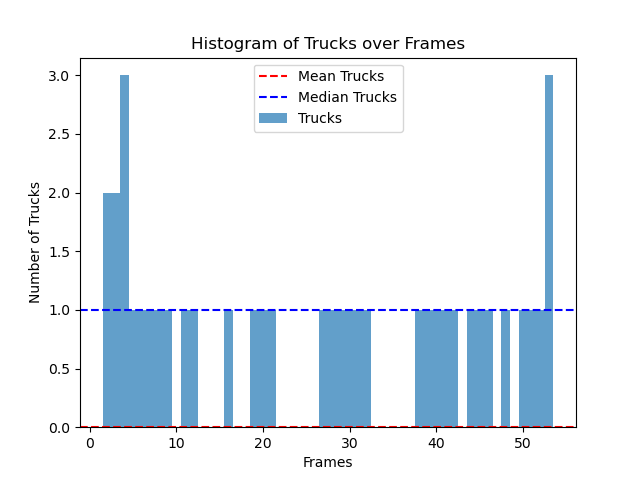 Histogram of Trucks over Frames
Mean Trucks
Median Trucks
Trucks
Number of Trucks
3.0
2.5
2.0
1.5
1.0
0.5
0.0
0 10 20 30 40 50
Frames